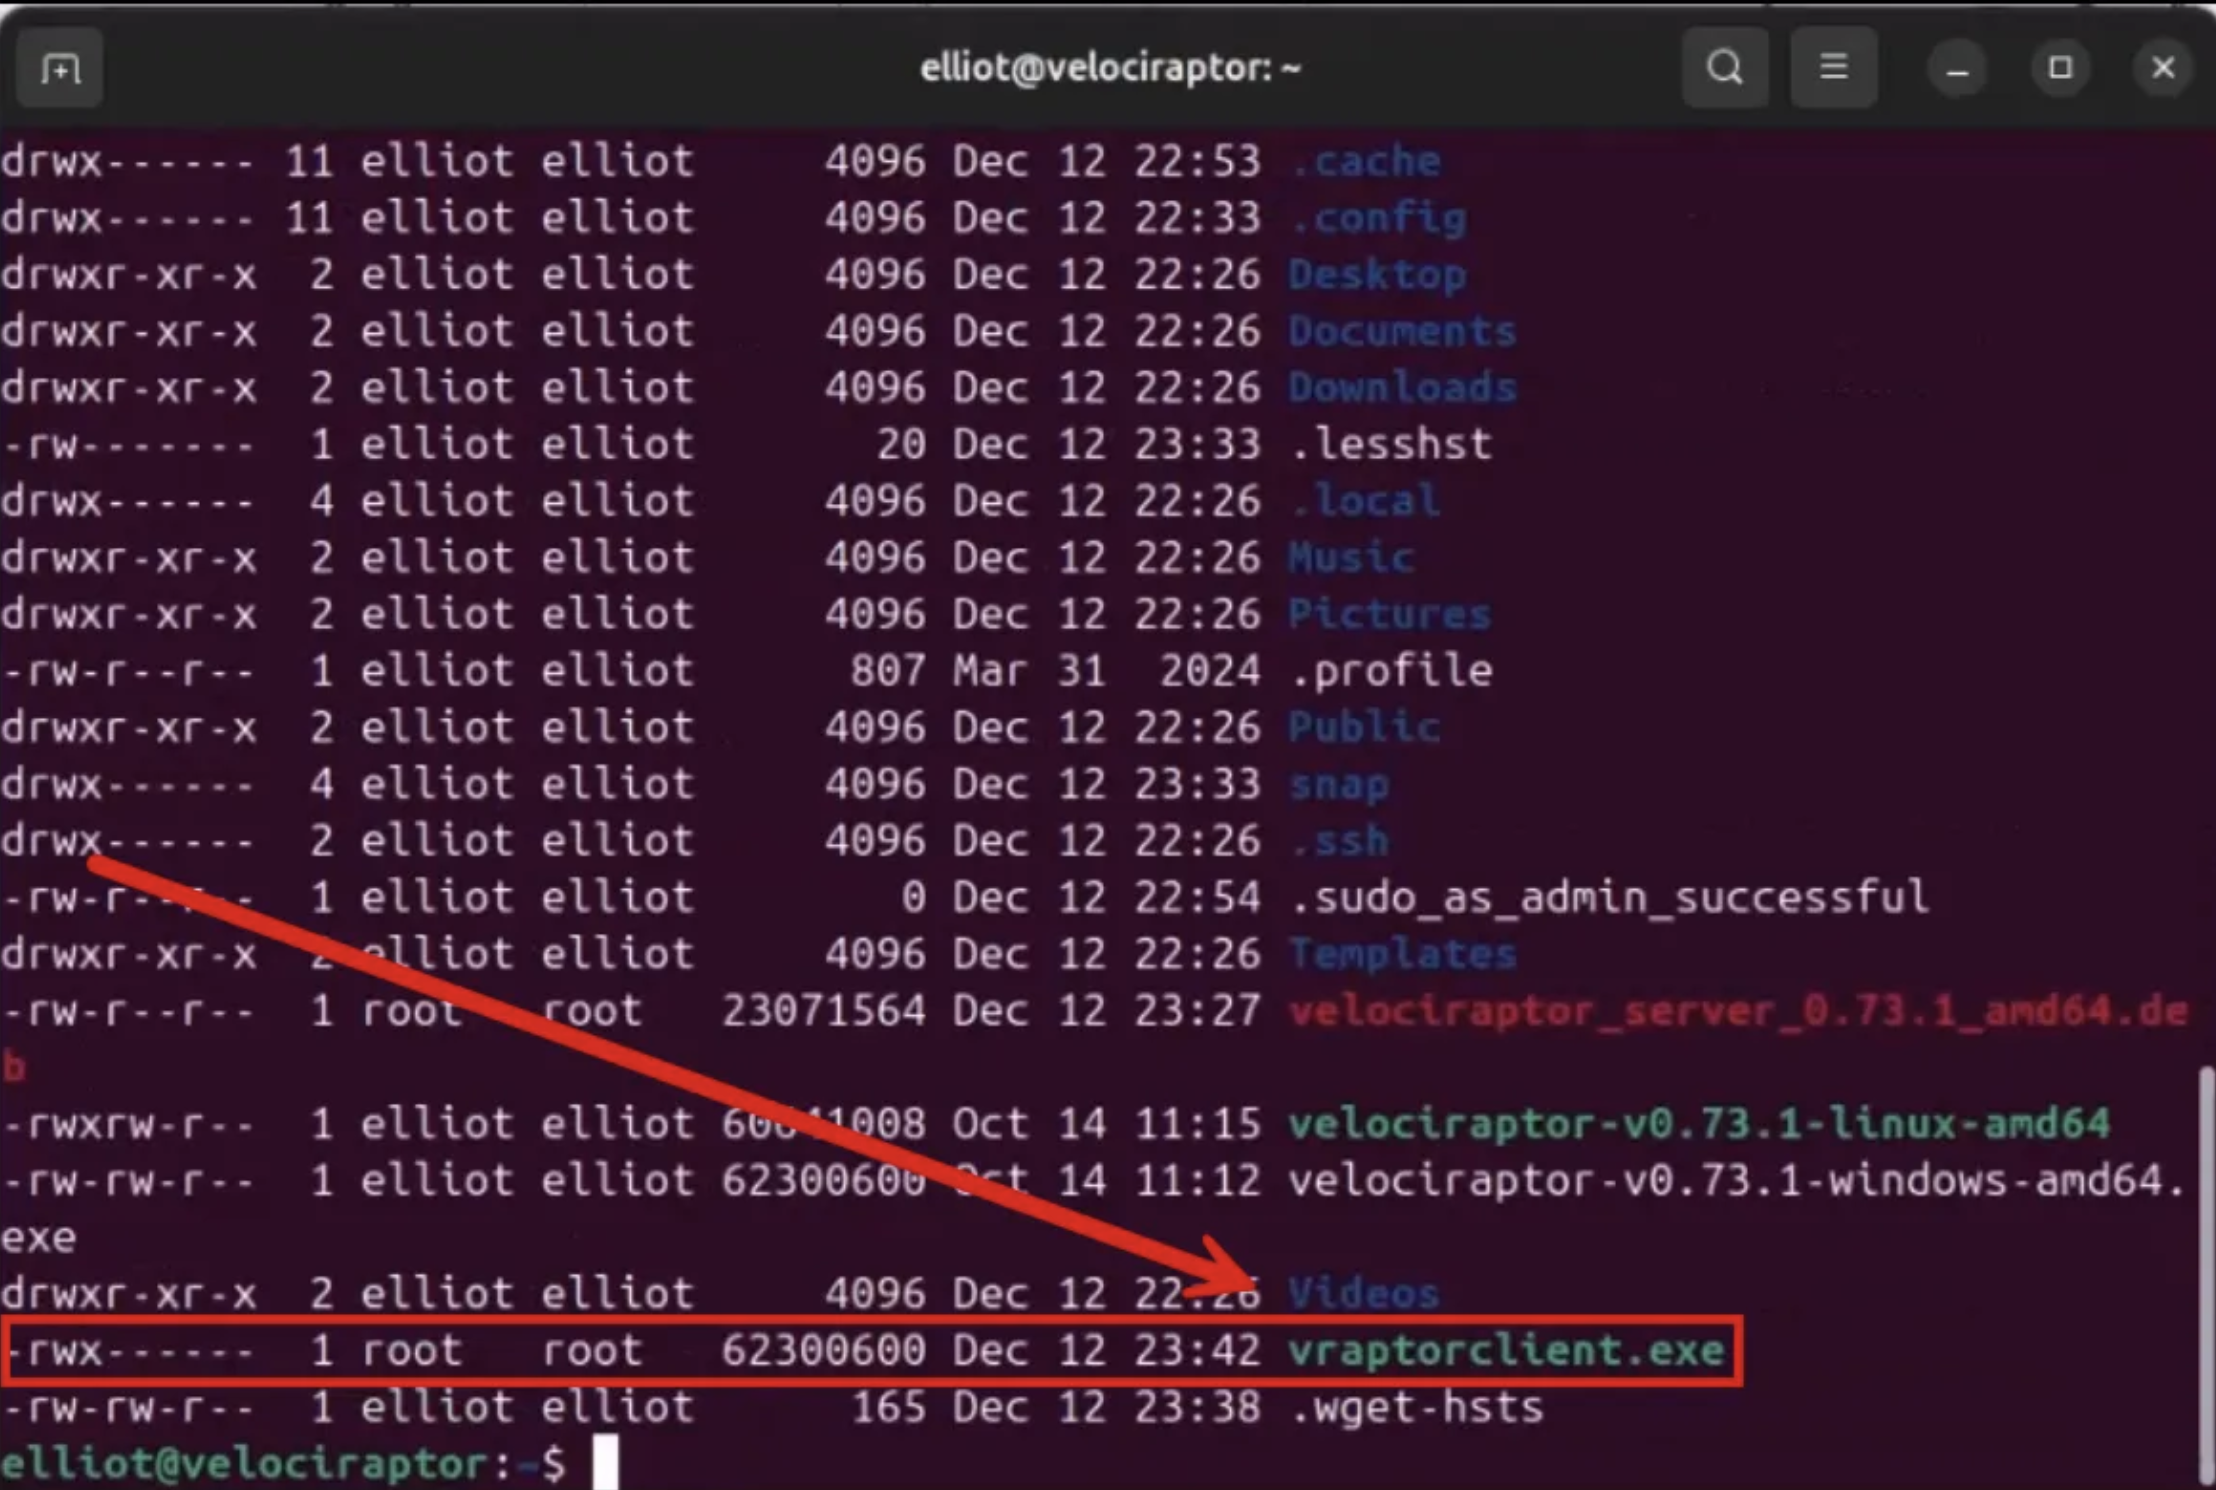 elliot@velociraptor: ~
drwx------ 11 elliot elliot     4096 Dec 12 22:53 .cache
drwx------ 11 elliot elliot     4096 Dec 12 22:33 .config
drwxr-xr-x  2 elliot elliot     4096 Dec 12 22:26 Desktop
drwxr-xr-x  2 elliot elliot     4096 Dec 12 22:26 Documents
drwxr-xr-x  2 elliot elliot     4096 Dec 12 22:26 Downloads
-rw-------  1 elliot elliot       20 Dec 12 23:33 .lesshst
drwx------  4 elliot elliot     4096 Dec 12 22:26 .local
drwxr-xr-x  2 elliot elliot     4096 Dec 12 22:26 Music
drwxr-xr-x  2 elliot elliot     4096 Dec 12 22:26 Pictures
-rw-r--r--  1 elliot elliot      807 Mar 31  2024 .profile
drwxr-xr-x  2 elliot elliot     4096 Dec 12 22:26 Public
drwx------  4 elliot elliot     4096 Dec 12 23:33 snap
drwx------  2 elliot elliot     4096 Dec 12 22:26 .ssh
-rw-r--r--  1 elliot elliot        0 Dec 12 22:54 .sudo_as_admin_successful
drwxr-xr-x  2 elliot elliot     4096 Dec 12 22:26 Templates
-rw-r--r--  1 root   root   23071564 Dec 12 23:27 velociraptor_server_0.73.1_amd64.de
b
-rwxrw-r--  1 elliot elliot Oct 14 11:15 velociraptor-v0.73.1-linux-amd64
-rw-rw-r--  1 elliot elliot 62300600 Oct 14 11:12 velociraptor-v0.73.1-windows-amd64.
exe
drwxr-xr-x  2 elliot elliot     4096 Dec 12 22:26 Videos
-rwx------  1 root   root   62300600 Dec 12 23:42 vraptorclient.exe
-rw-rw-r--  1 elliot elliot      165 Dec 12 23:38 .wget-hsts
elliot@velociraptor:~$